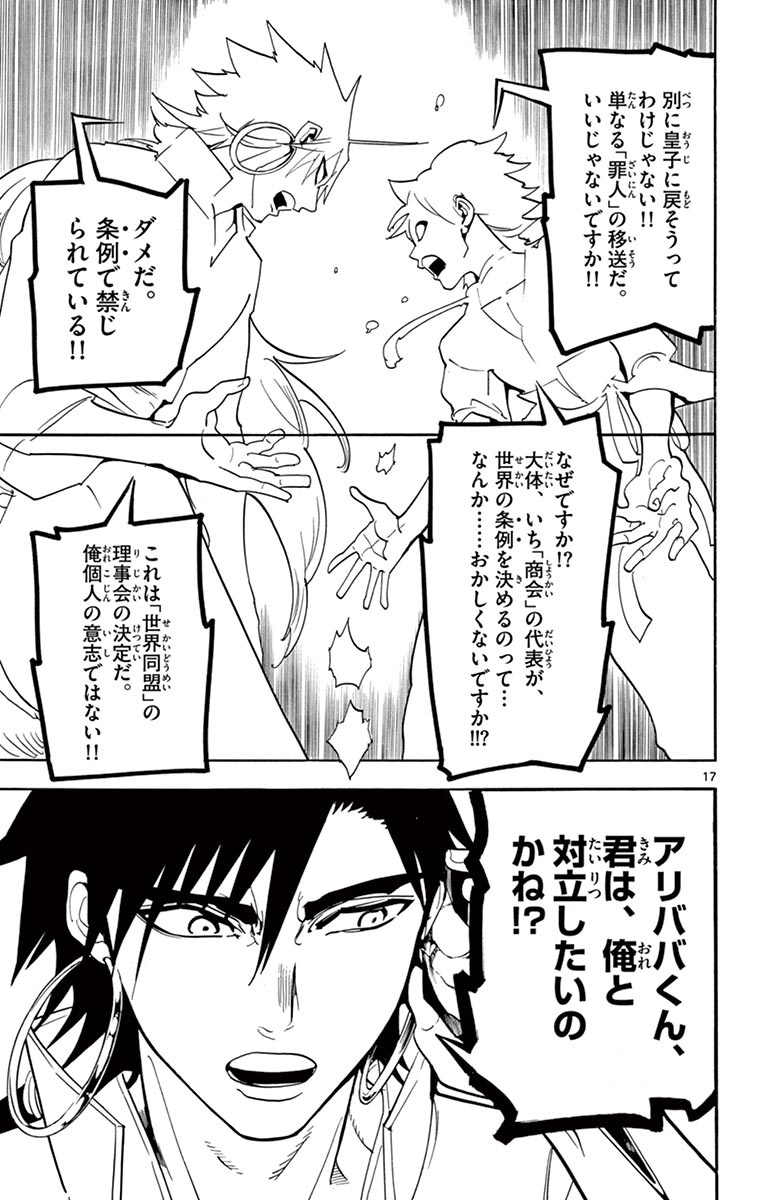 別に皇子に戻そうって
わけじゃない!!
単なる「罪人」の移送だ。
いいじゃないですか!!
ダメだ。
条例で禁じ
られている!!
なぜですか!?
大体、いち「商会」の代表が、
世界の条例を決めるのって…
なんか……おかしくないですか!!?
これは「世界同盟」の
理事会の決定だ。
俺個人の意志ではない!!
17
アリババくん、
君は、俺と
対立したいの
かね!?